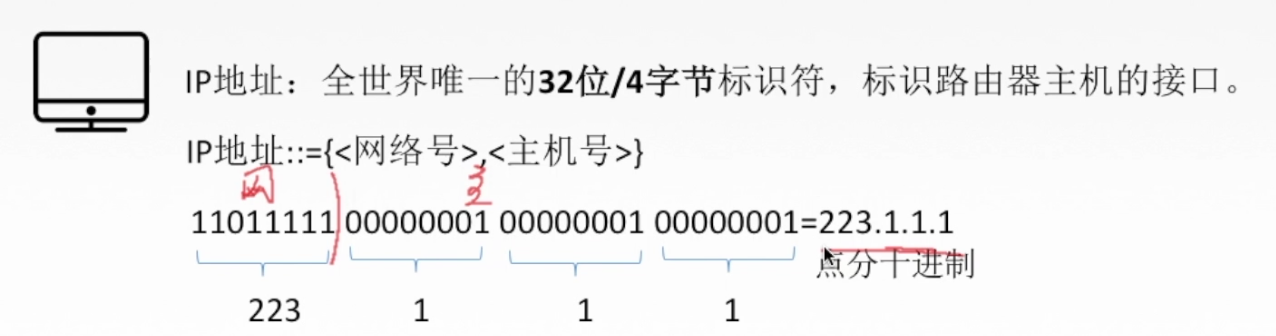 IP地址：全世界唯一的32位/4字节标识符，标识路由器主机的接口。
IP地址::={<网络号>,<主机号>}
网 主
11011111 00000001 00000001 00000001=223.1.1.1
点分十进制
223 1 1 1